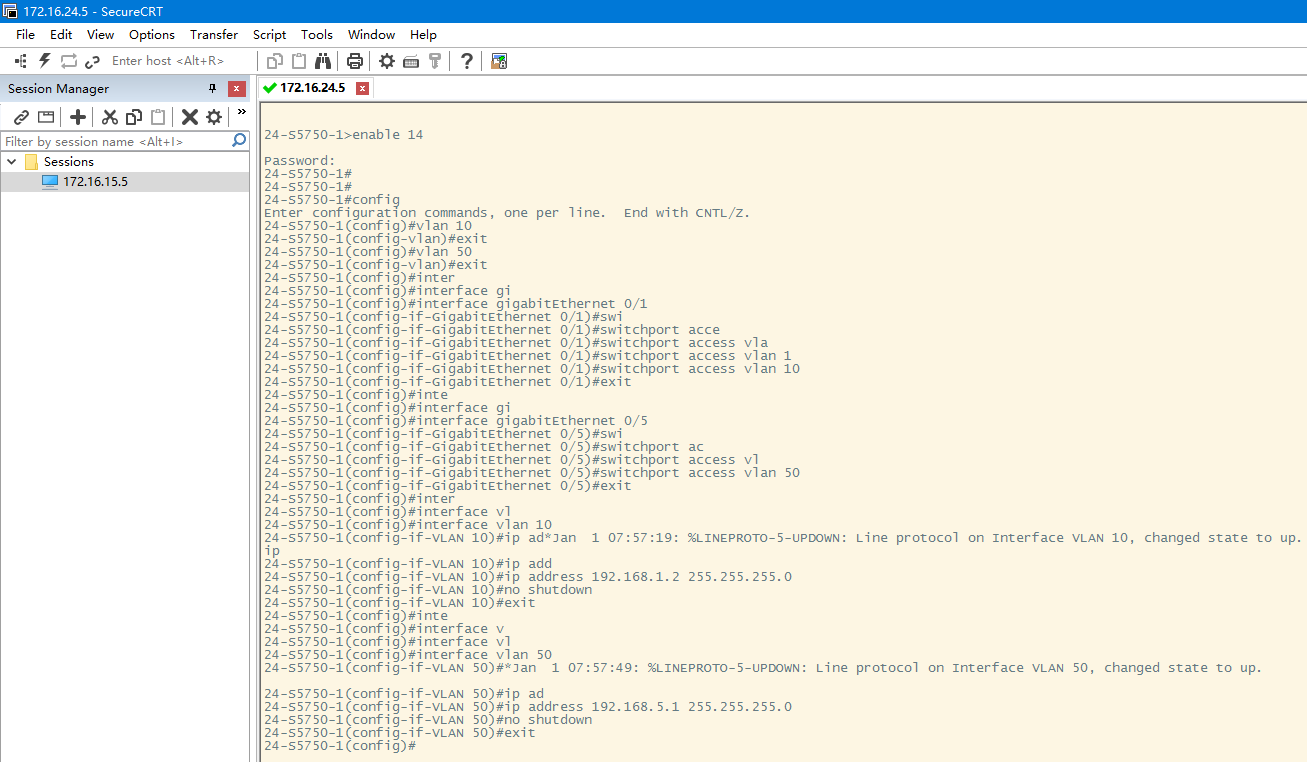 172.16.24.5 - SecureCRT
File Edit View Options Transfer Script Tools Window Help
Enter host <Alt+R>
Session Manager
172.16.24.5
Filter by session name <Alt+I>
Sessions
172.16.15.5
24-S5750-1>enable 14
Password:
24-S5750-1#
24-S5750-1#
24-S5750-1#config
Enter configuration commands, one per line.  End with CNTL/Z.
24-S5750-1(config)#vlan 10
24-S5750-1(config-vlan)#exit
24-S5750-1(config)#vlan 50
24-S5750-1(config-vlan)#exit
24-S5750-1(config)#inter
24-S5750-1(config)#interface gi
24-S5750-1(config)#interface gigabitEthernet 0/1
24-S5750-1(config-if-GigabitEthernet 0/1)#swi
24-S5750-1(config-if-GigabitEthernet 0/1)#switchport acce
24-S5750-1(config-if-GigabitEthernet 0/1)#switchport access vla
24-S5750-1(config-if-GigabitEthernet 0/1)#switchport access vlan 1
24-S5750-1(config-if-GigabitEthernet 0/1)#switchport access vlan 10
24-S5750-1(config-if-GigabitEthernet 0/1)#exit
24-S5750-1(config)#inte
24-S5750-1(config)#interface gi
24-S5750-1(config)#interface gigabitEthernet 0/5
24-S5750-1(config-if-GigabitEthernet 0/5)#swi
24-S5750-1(config-if-GigabitEthernet 0/5)#switchport ac
24-S5750-1(config-if-GigabitEthernet 0/5)#switchport access vl
24-S5750-1(config-if-GigabitEthernet 0/5)#switchport access vlan 50
24-S5750-1(config-if-GigabitEthernet 0/5)#exit
24-S5750-1(config)#inter
24-S5750-1(config)#interface vl
24-S5750-1(config)#interface vlan 10
24-S5750-1(config-if-VLAN 10)#ip ad*Jan  1 07:57:19: %LINEPROTO-5-UPDOWN: Line protocol on Interface VLAN 10, changed state to up.
ip
24-S5750-1(config-if-VLAN 10)#ip add
24-S5750-1(config-if-VLAN 10)#ip address 192.168.1.2 255.255.255.0
24-S5750-1(config-if-VLAN 10)#no shutdown
24-S5750-1(config-if-VLAN 10)#exit
24-S5750-1(config)#inte
24-S5750-1(config)#interface v
24-S5750-1(config)#interface vl
24-S5750-1(config)#interface vlan 50
24-S5750-1(config-if-VLAN 50)#*Jan  1 07:57:49: %LINEPROTO-5-UPDOWN: Line protocol on Interface VLAN 50, changed state to up.
24-S5750-1(config-if-VLAN 50)#ip ad
24-S5750-1(config-if-VLAN 50)#ip address 192.168.5.1 255.255.255.0
24-S5750-1(config-if-VLAN 50)#no shutdown
24-S5750-1(config-if-VLAN 50)#exit
24-S5750-1(config)#